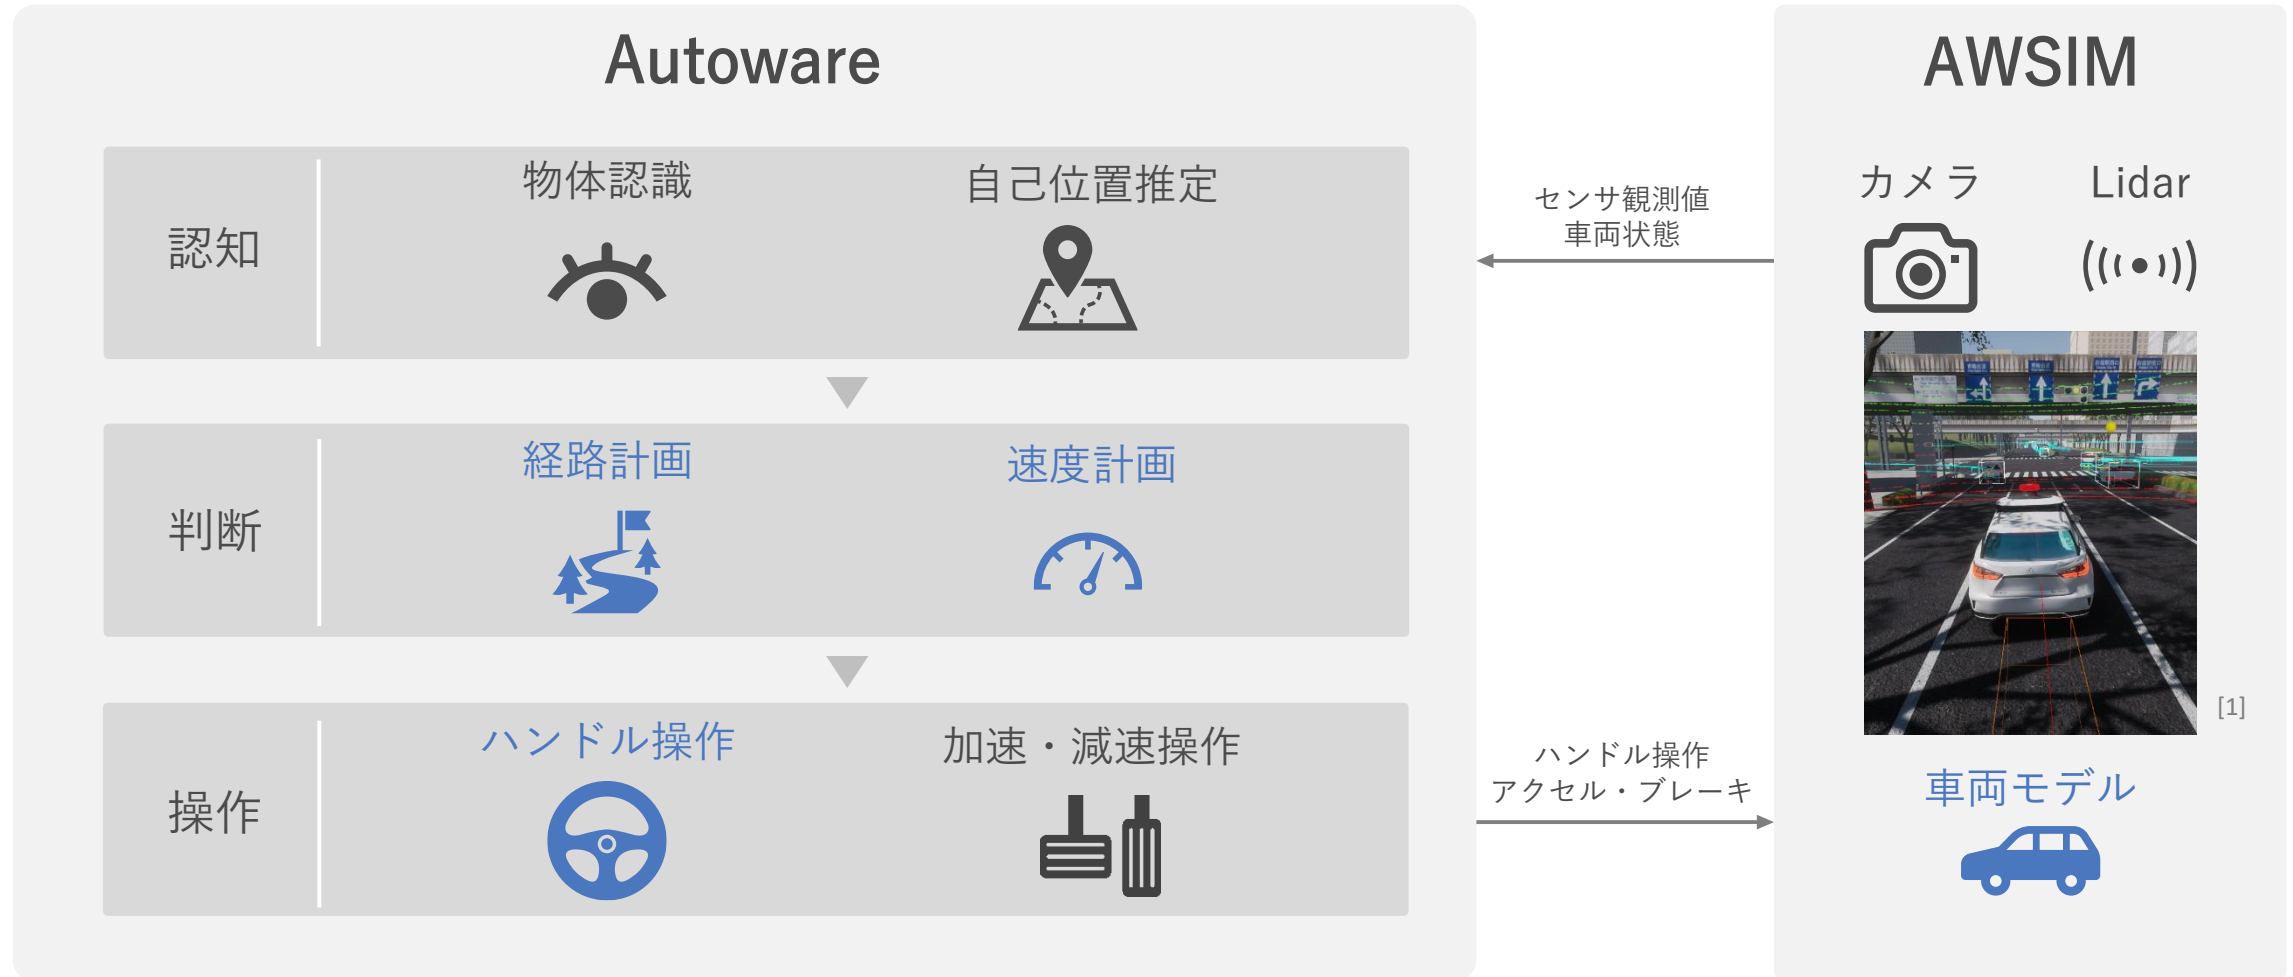 Autoware
認知
物体認識
自己位置推定
判断
経路計画
速度計画
操作
ハンドル操作
加速・減速操作
センサ観測値
車両状態
ハンドル操作
アクセル・ブレーキ
AWSIM
カメラ
Lidar
[1]
車両モデル